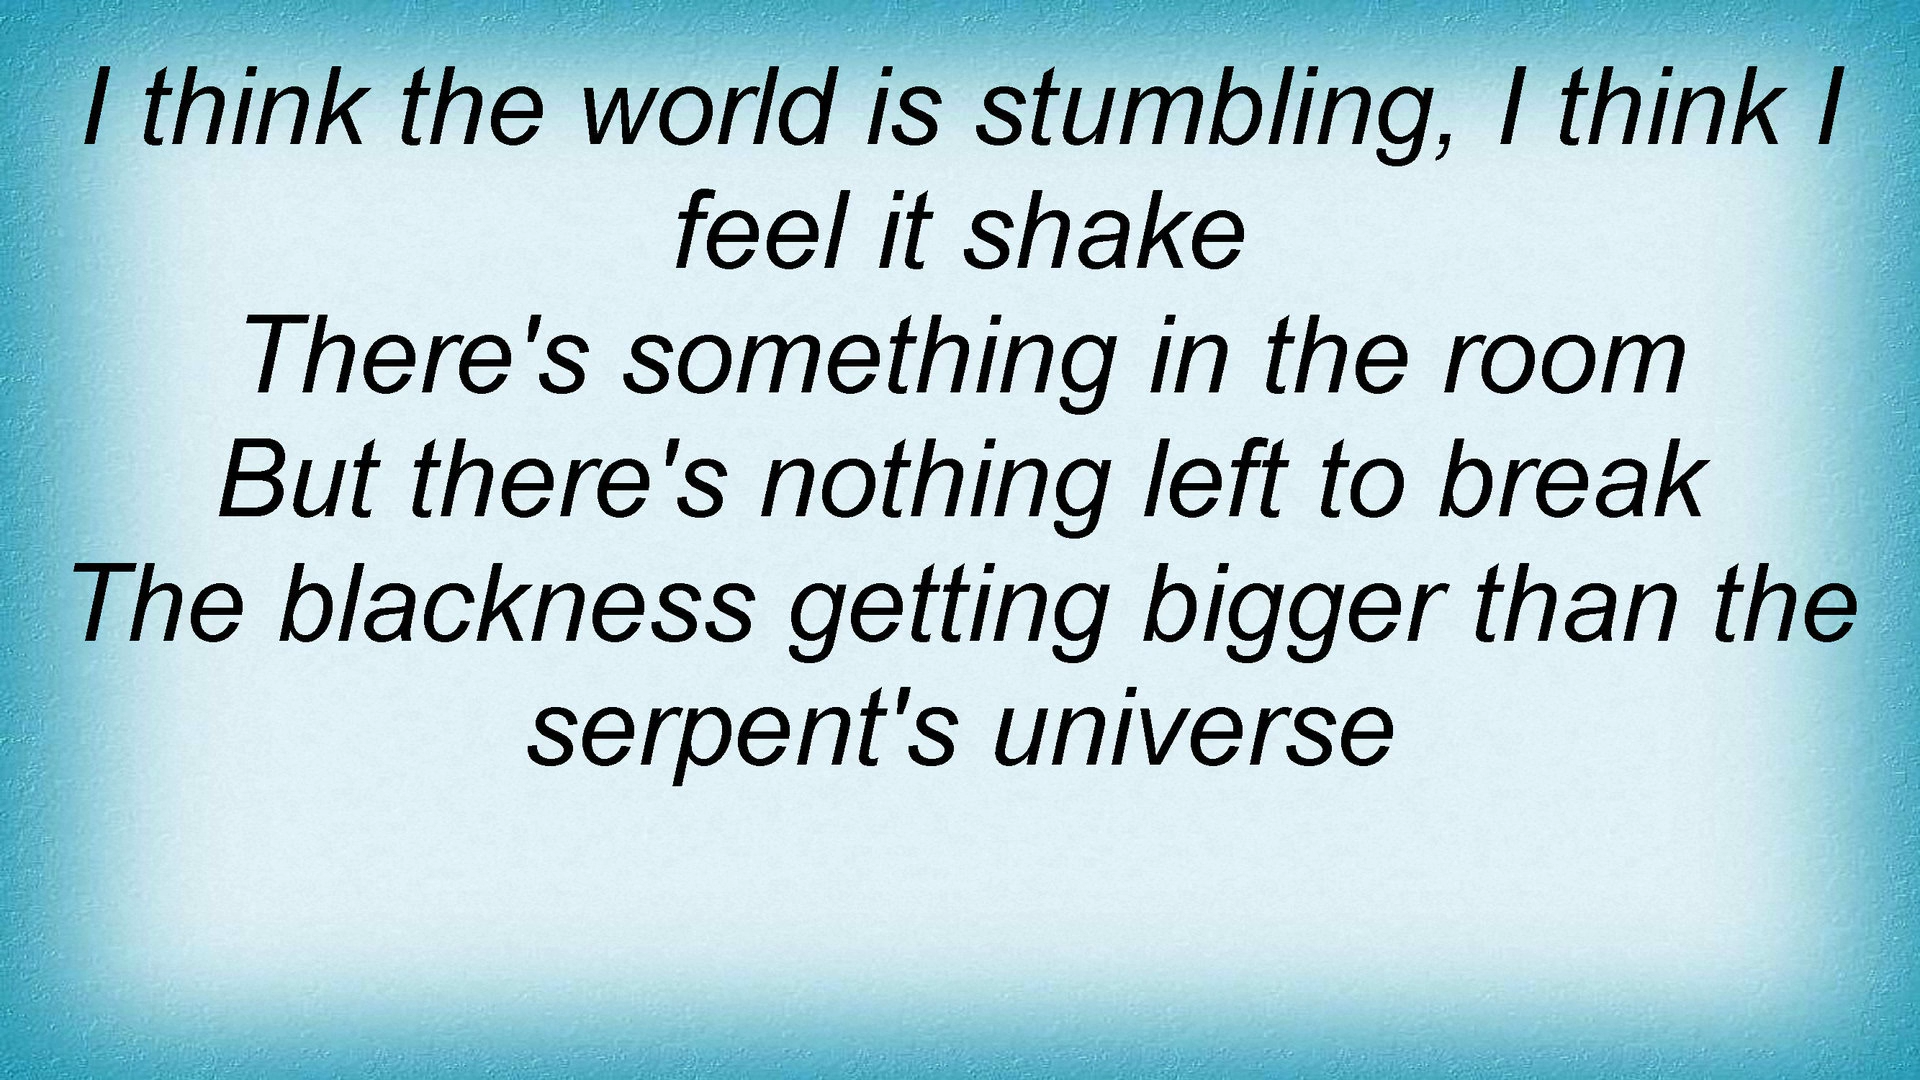 I think the world is stumbling, I think I
feel it shake
There's something in the room
But there's nothing left to break
The blackness getting bigger than the
serpent's universe